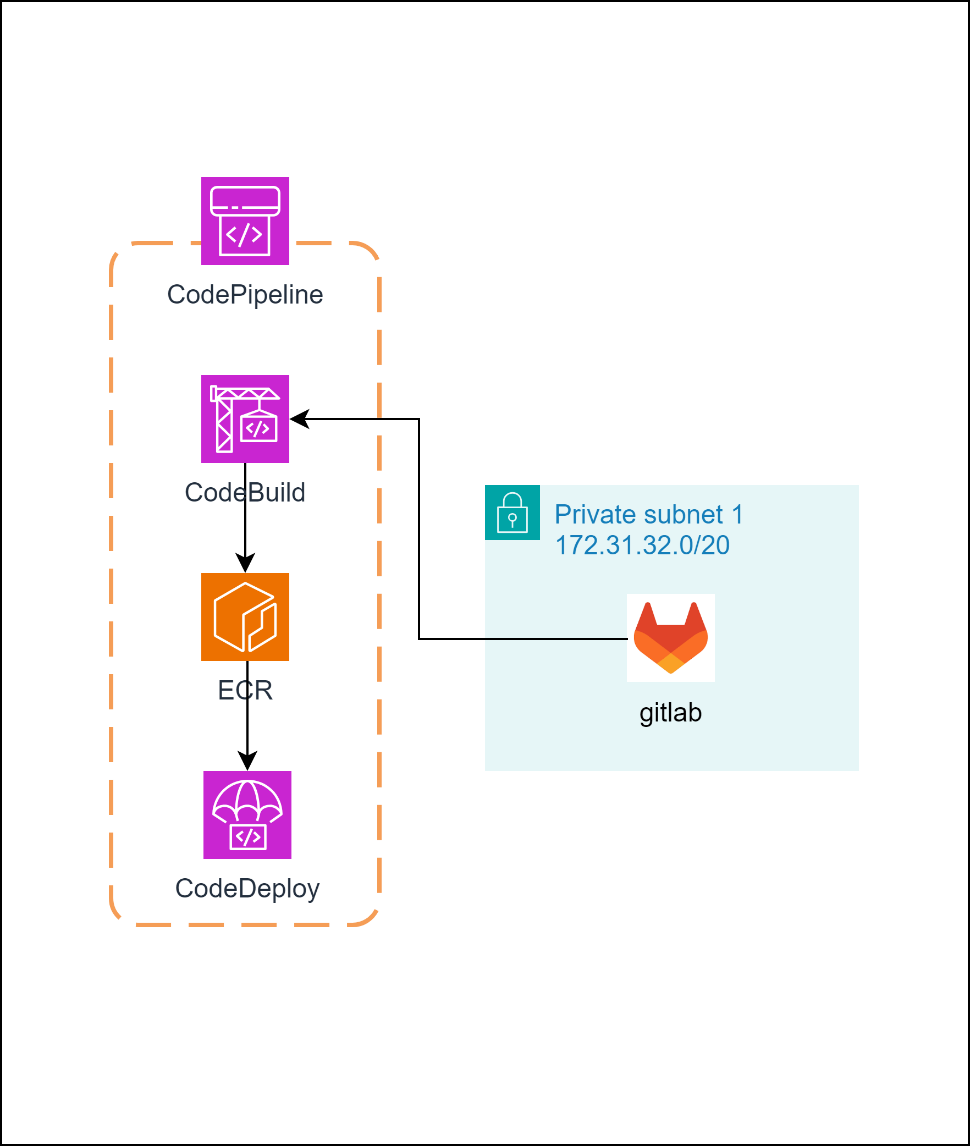 CodePipeline
CodeBuild
Private subnet 1
172.31.32.0/20
ECR
gitlab
CodeDeploy